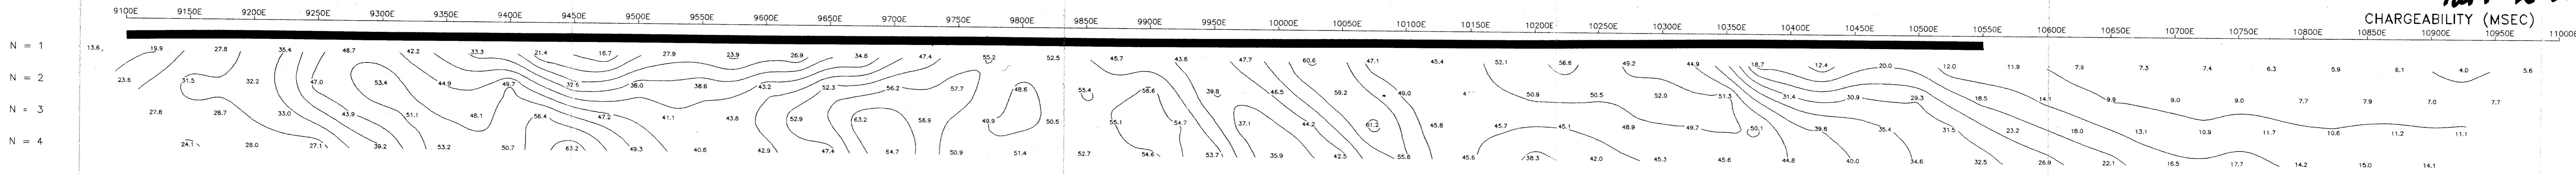 9100E 9150E 9200E 9250E 9300E 9350E 9400E 9450E 9500E 9550E 9600E 9650E 9700E 9750E 9800E 9850E 9900E 9950E 10000E 10050E 10100E 10150E 10200E 10250E 10300E 10350E 10400E 10450E 10500E 10550E 10600E 10650E 10700E 10750E 10800E 10850E 10900E 10950E 11000E
CHARGEABILITY (MSEC)
N = 1 13.6 19.9 27.8 35.4 48.7 42.2 33.3 21.4 16.7 27.9 23.9 26.9 34.6 47.4 55.2 52.5 45.7 43.8 47.7 60.6 47.1 45.4 52.1 56.6 49.2 44.9 18.7 12.4 20.0 12.0 11.9 7.9 7.3 7.4 6.3 5.9 6.1 4.0 5.6
N = 2 23.6 31.5 32.2 47.0 53.4 44.9 49.7 37.6 38.0 38.6 43.2 52.3 56.2 57.7 48.6 55.4 56.6 39.8 46.5 59.2 49.0 50.9 50.5 52.0 51.3 31.4 30.9 29.3 18.5 14.1 9.9 9.0 9.0 7.7 7.9 7.0 7.7
N = 3 27.8 28.7 33.0 43.9 51.1 48.1 56.4 47.2 41.1 43.8 52.9 63.2 58.9 49.9 50.5 55.1 54.7 37.1 44.2 61.2 45.8 45.7 45.1 48.9 49.7 50.1 39.8 35.4 31.5 23.2 18.0 13.1 10.9 11.7 10.6 11.2 11.1
N = 4 24.1 28.0 27.1 39.2 53.2 50.7 63.2 49.3 40.6 42.9 47.4 64.7 50.9 51.4 52.7 54.6 53.7 35.9 42.5 55.8 45.6 38.3 42.0 45.3 45.6 44.8 40.0 34.6 32.5 26.9 22.1 16.5 17.7 14.2 15.0 14.1